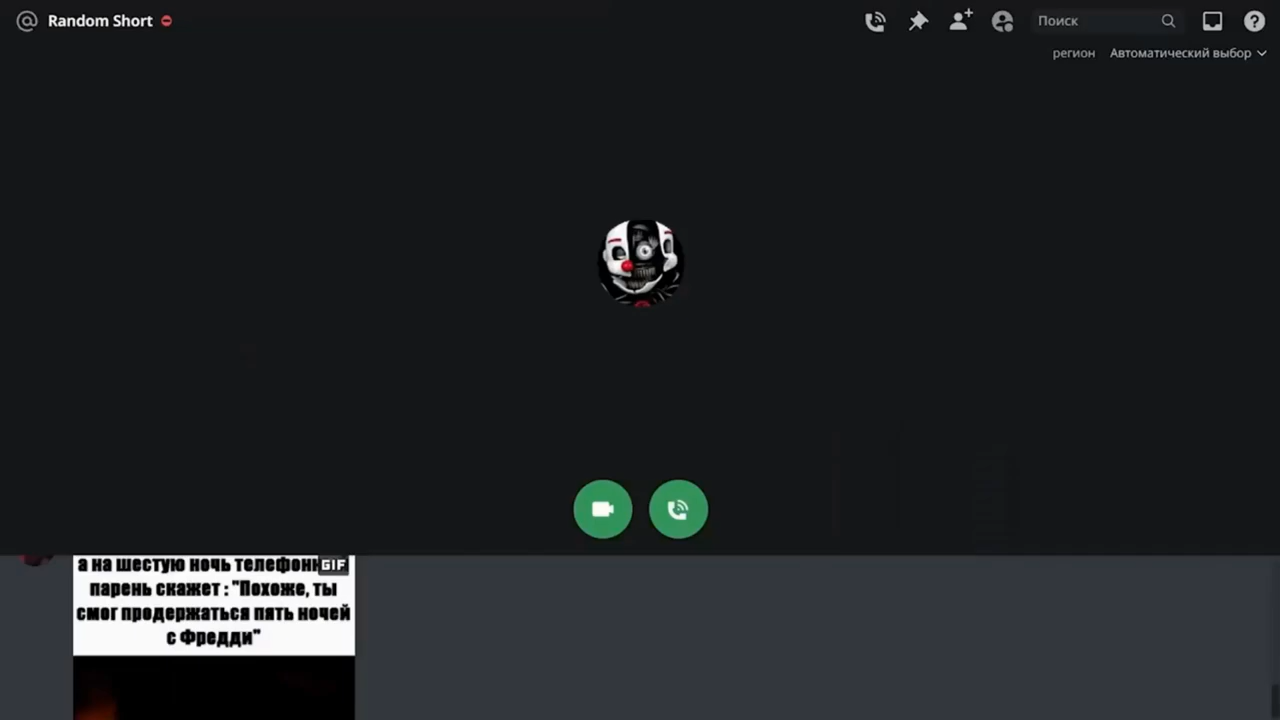 Random Short
Поиск
регион Автоматический выбор
а на шестую ночь телефонн
GIF
парень скажет : "Похоже, ты
смог продержаться пять ночей
с Фредди"